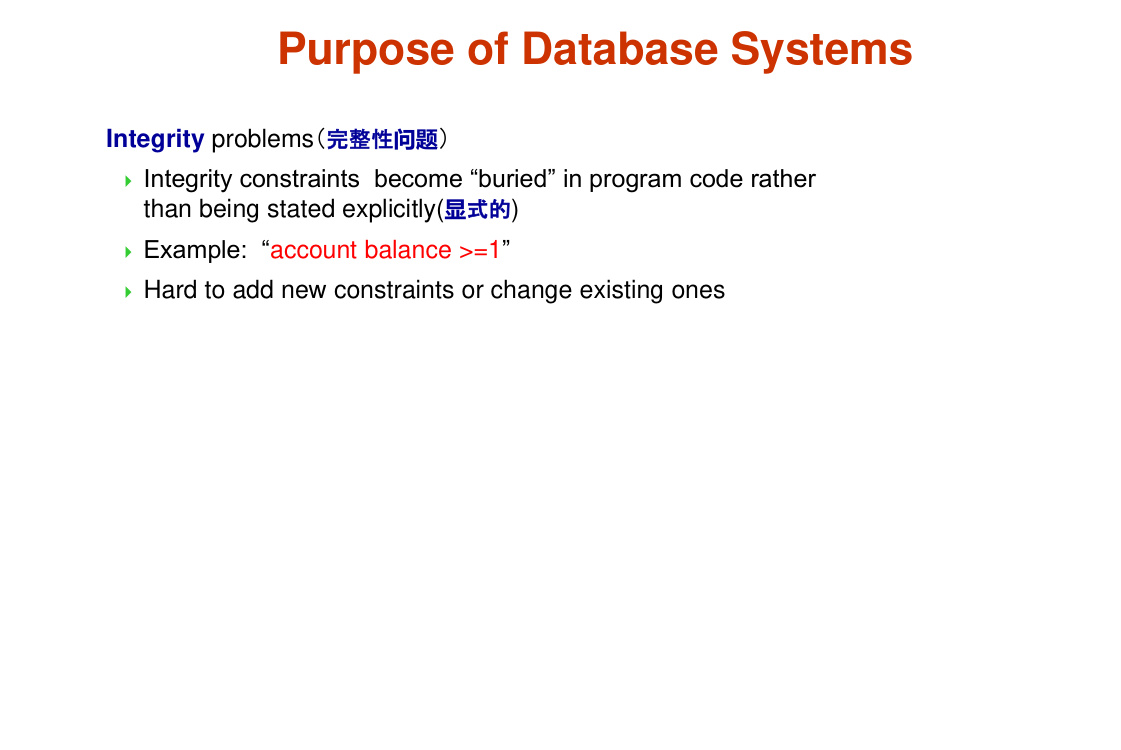 Purpose of Database Systems
Integrity problems（完整性问题）
Integrity constraints  become “buried” in program code rather
than being stated explicitly(显式的)
Example:  “account balance >=1”
Hard to add new constraints or change existing ones